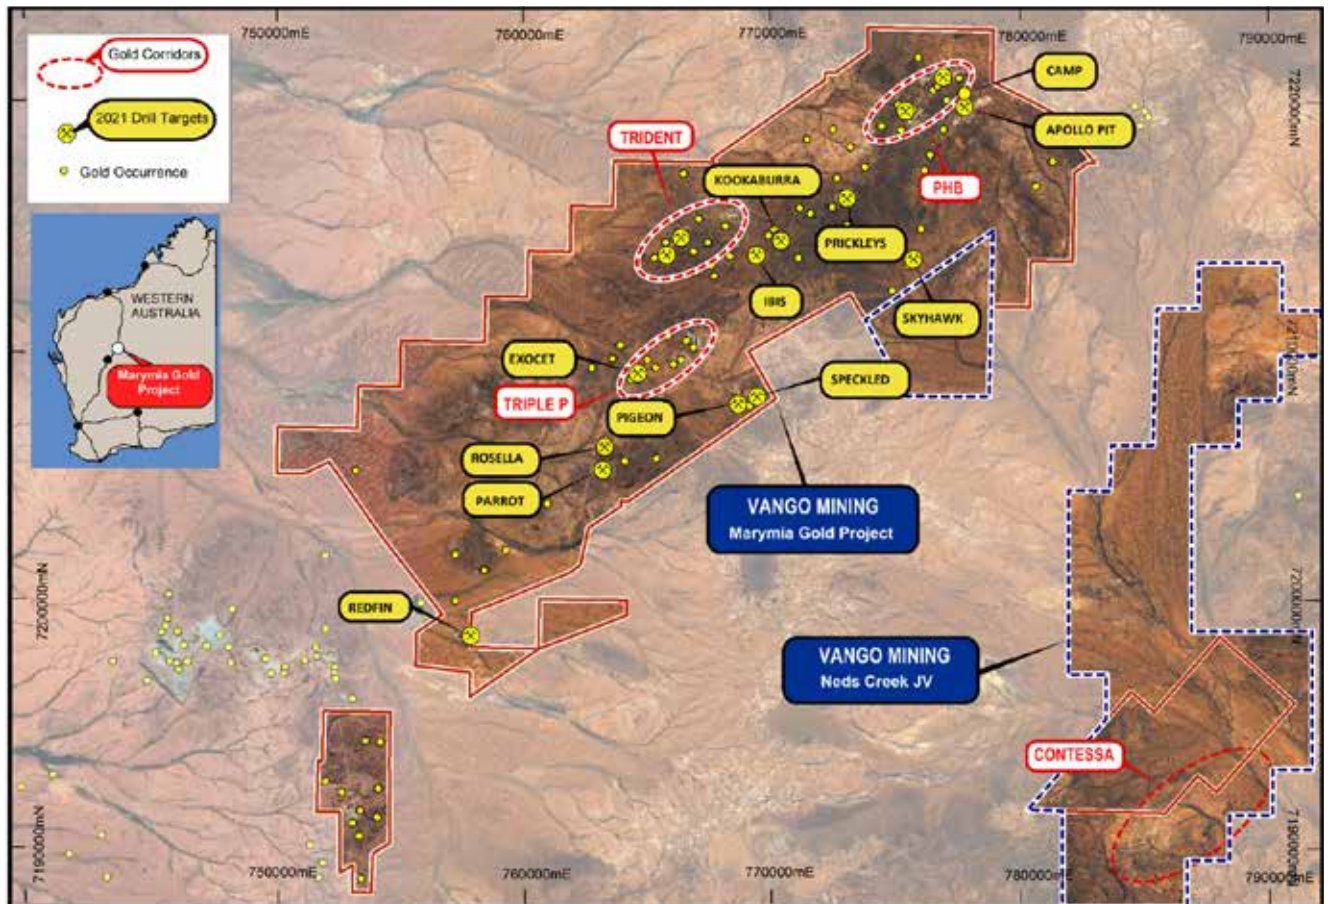 750000mE
760000mE
770000mE
780000mE
790000mE
Gold Corridors
2021 Drill Targets
Gold Occurrence
WESTERN
AUSTRALIA
Marymia Gold
Project
CAMP
7220000mN
APOLLO PIT
TRIDENT
KOOKABURRA
PHB
PRICKLEYS
IBIS
SKYHAWK
EXOCET
7210000mN
SPECKLED
TRIPLE P
PIGEON
ROSELLA
PARROT
VANGO MINING
Marymia Gold Project
REDFIN
7200000mN
7200000mN
VANGO MINING
Neds Creek JV
CONTESSA
7190000mN
7190000mN
750000mE
760000mE
770000mE
780000mE
790000mE